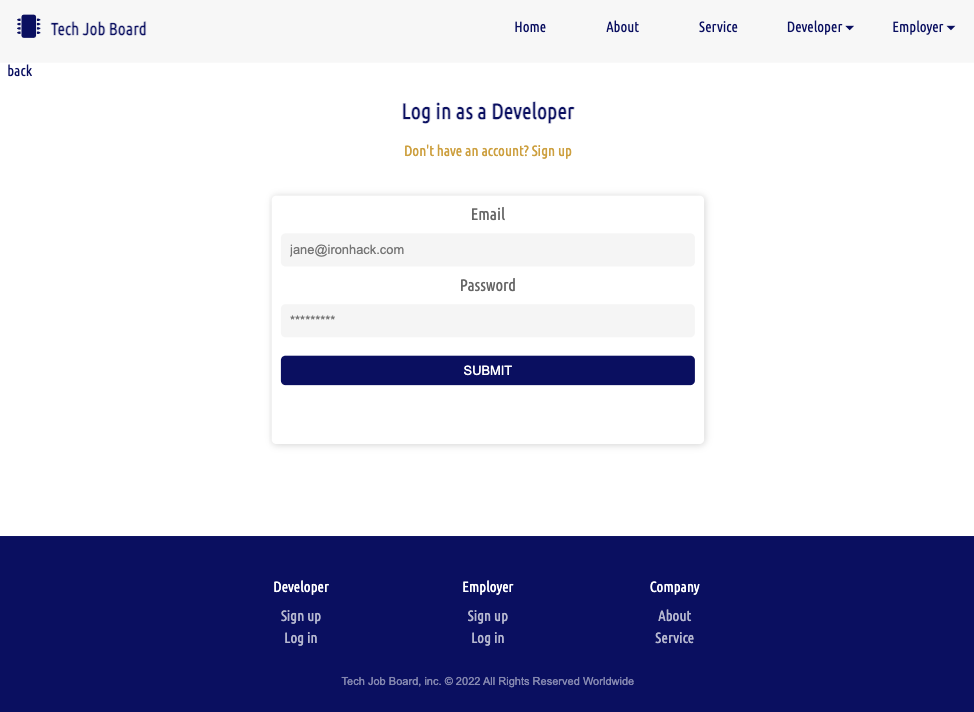 Tech Job Board Home About Service Developer Employer
back
Log in as a Developer
Don't have an account? Sign up
Email
jane@ironhack.com
Password
*********
SUBMIT
Developer Employer Company
Sign up Sign up About
Log in Log in Service
Tech Job Board, inc. © 2022 All Rights Reserved Worldwide